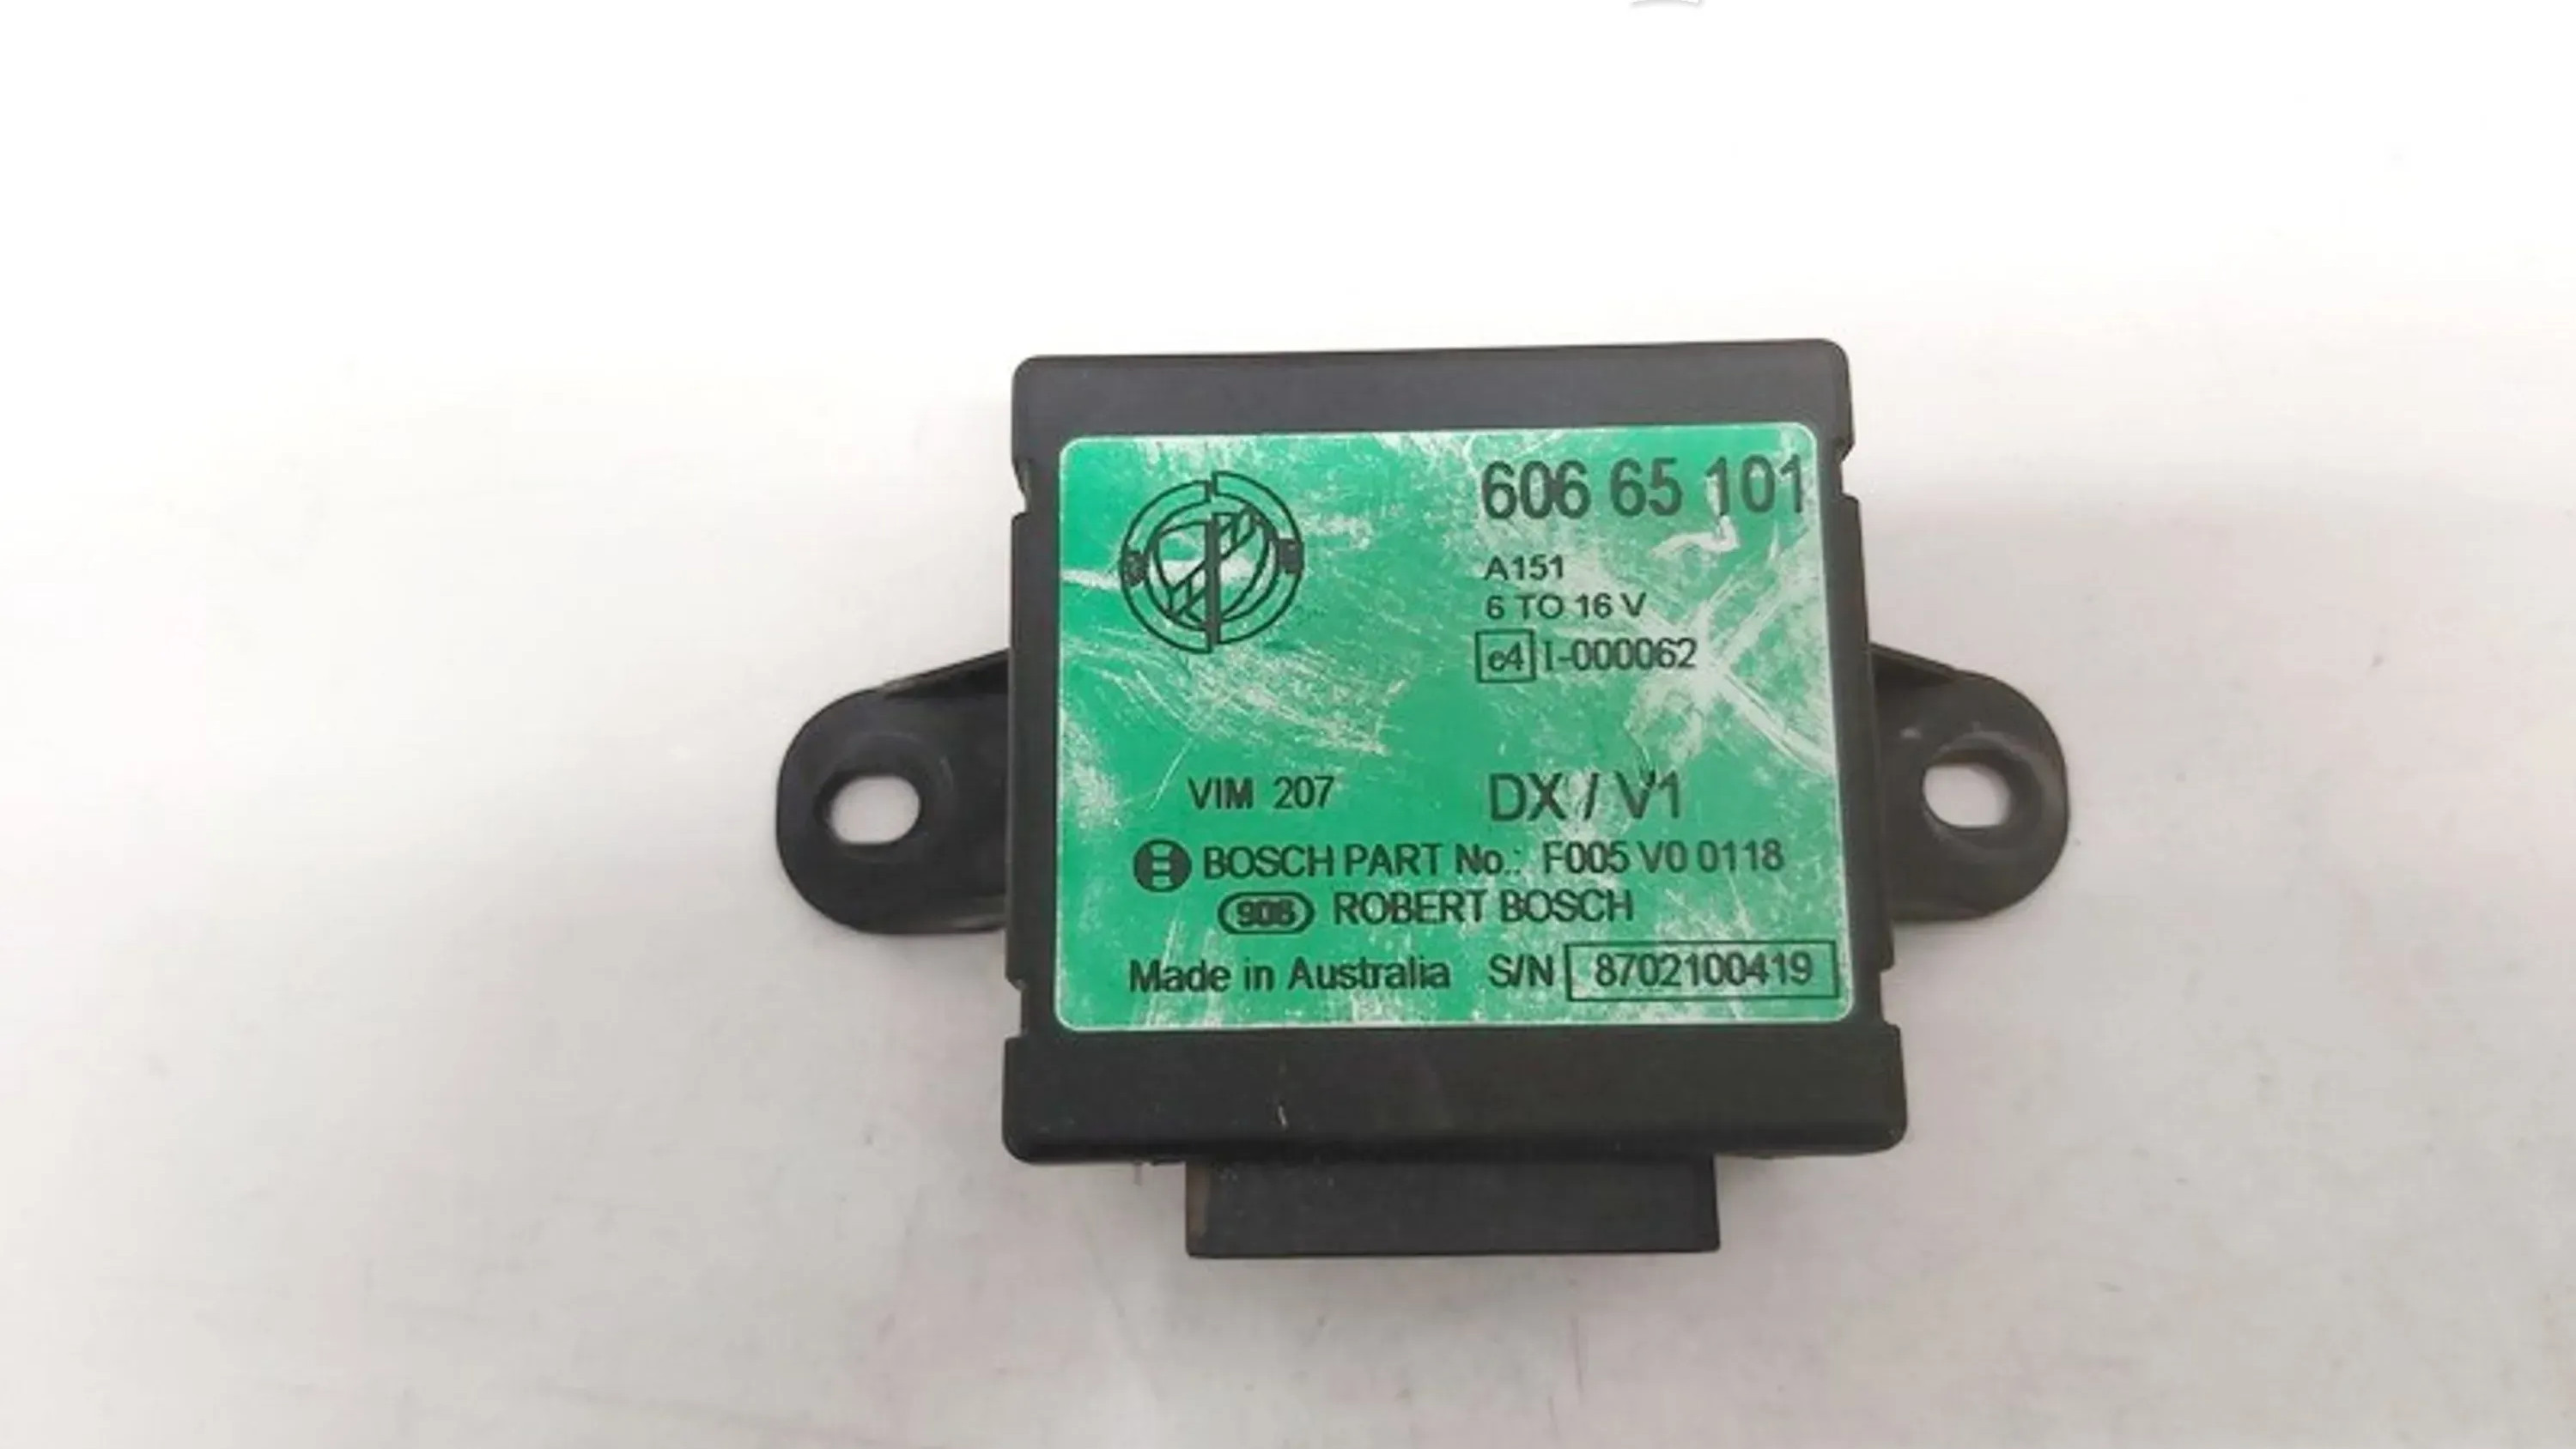 606 65 101
A151
6 TO 16 V
e4 I-000062
VIM 207 DX / V1
BOSCH PART No.: F005 V0 0118
908 ROBERT BOSCH
Made in Australia S/N 8702100419